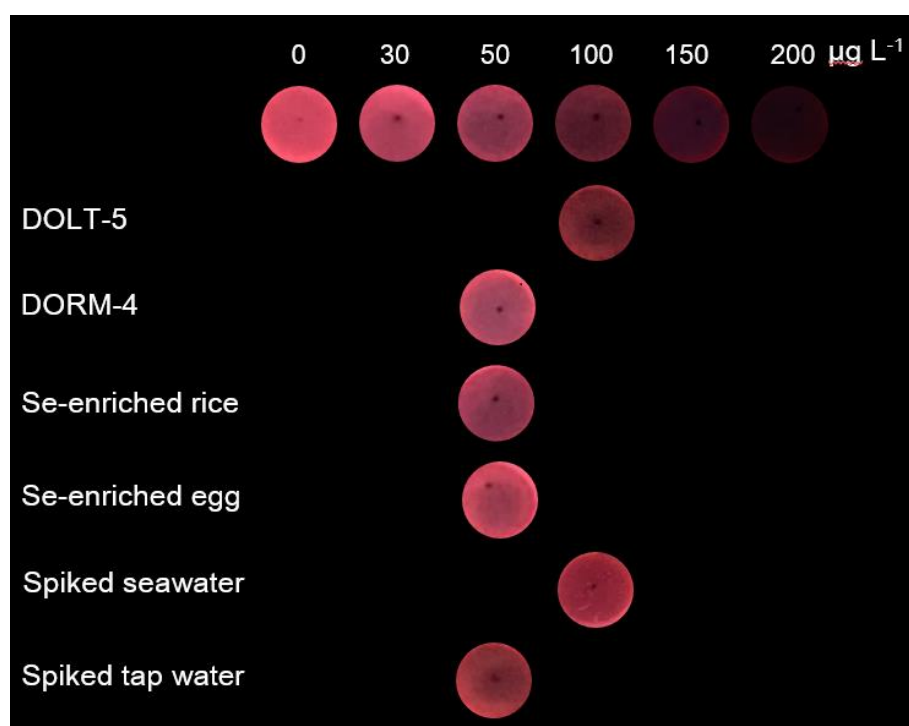 0 30 50 100 150 200 µg L⁻¹
DOLT-5
DORM-4
Se-enriched rice
Se-enriched egg
Spiked seawater
Spiked tap water